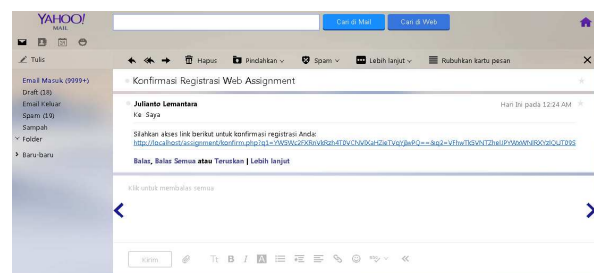 YAHOO!
MAIL
Cari di Mail
Cari di Web
Tulis
Hapus
Pindahkan
Spam
Lebih lanjut
Rubuhkan kartu pesan
Email Masuk (9999+)
Draft (18)
Email Keluar
Spam (19)
Sampah
Folder
Baru-baru
Konfirmasi Registrasi Web Assignment
Julianto Lemantara
Hari Ini pada 12:24 AM
Ke Saya
Silahkan akses link berikut untuk konfirmasi registrasi Anda:
Balas, Balas Semua atau Teruskan | Lebih lanjut
Klik untuk membalas semua
Kirim